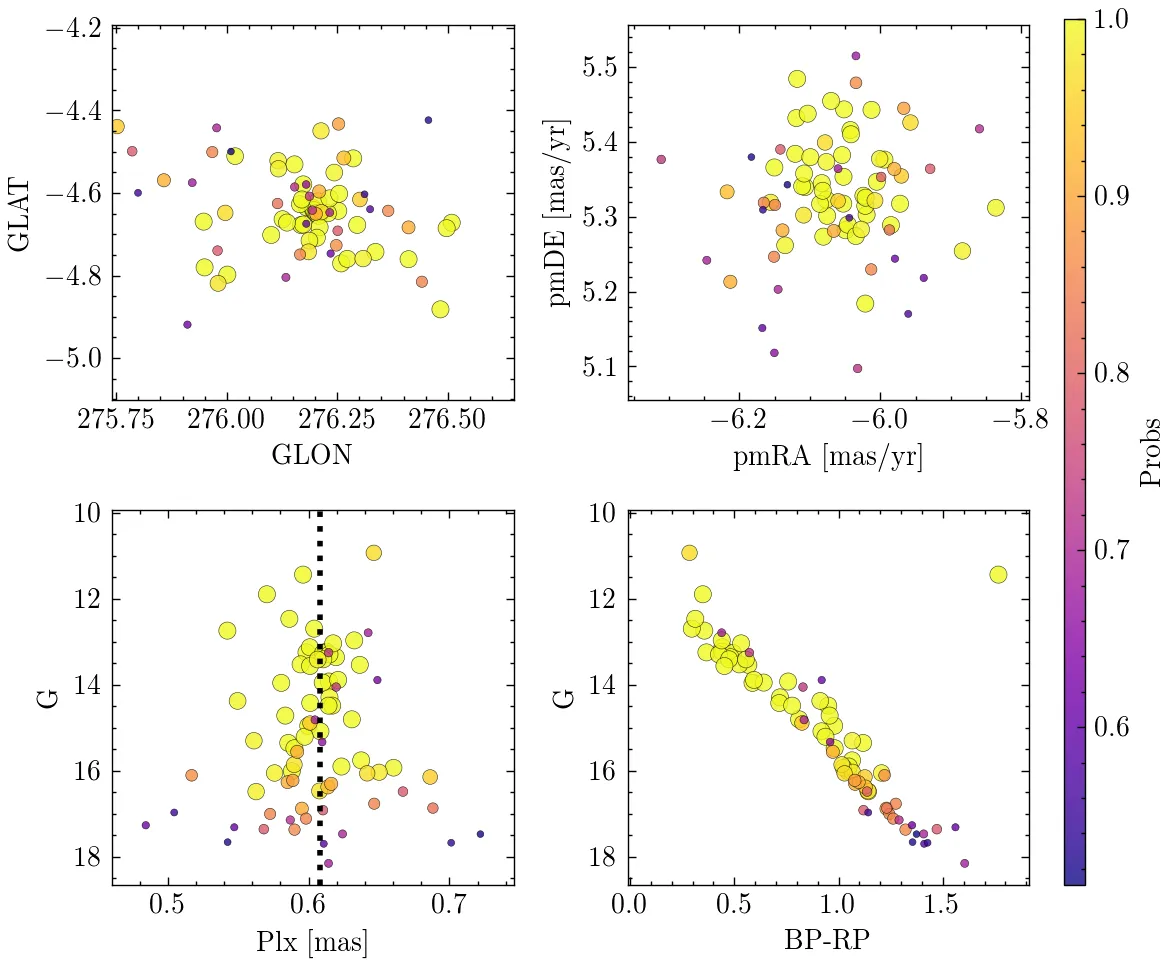 −4.2
−4.4
−4.6
−4.8
−5.0
GLAT
275.75 276.00 276.25 276.50
GLON
5.5
5.4
5.3
5.2
5.1
pmDE [mas/yr]
−6.2 −6.0 −5.8
pmRA [mas/yr]
10
12
14
16
18
G
0.5 0.6 0.7
Plx [mas]
10
12
14
16
18
G
0.0 0.5 1.0 1.5
BP-RP
1.0
0.9
0.8
0.7
0.6
Probs